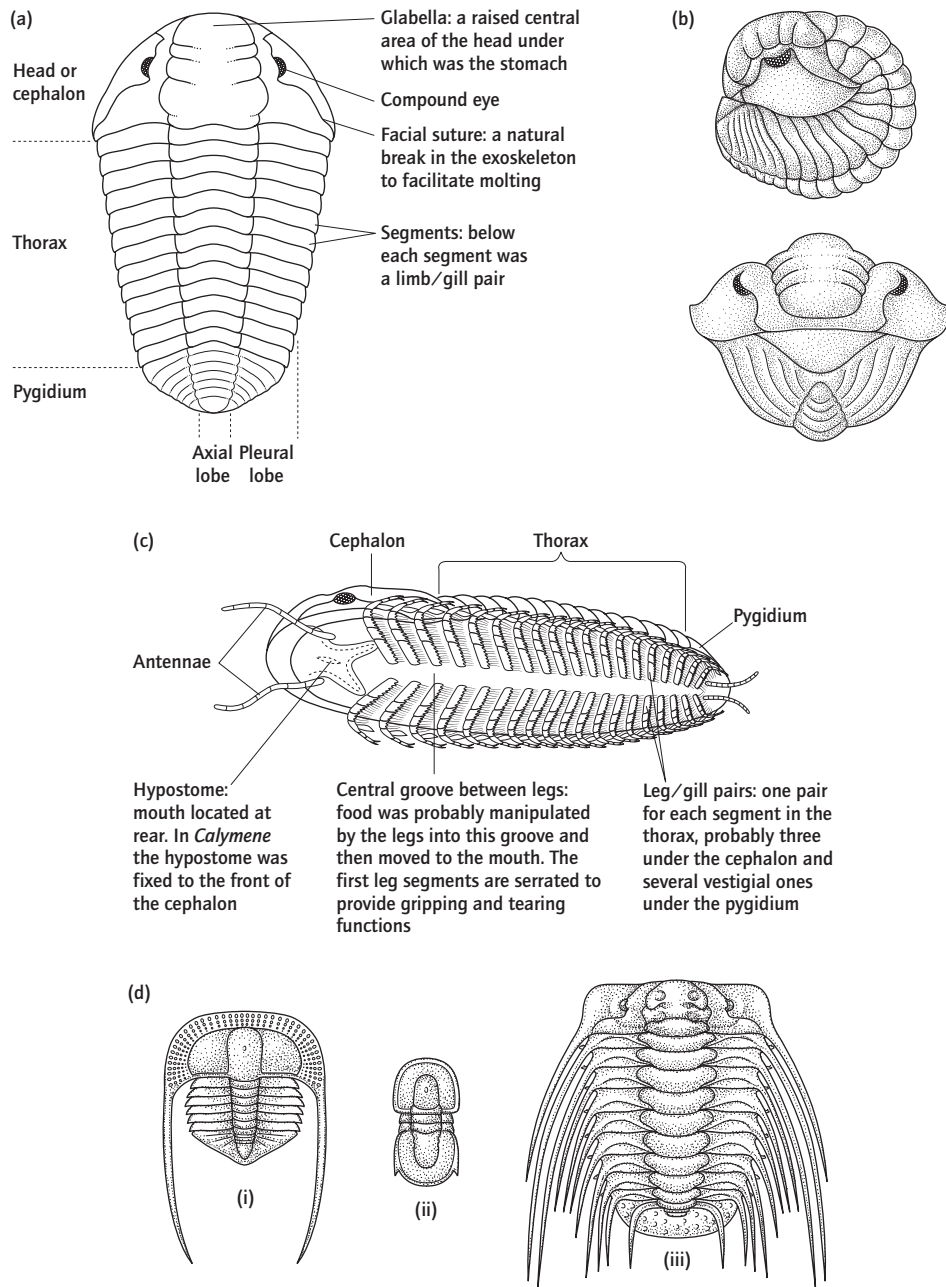 (a)
Head or
cephalon
Thorax
Pygidium
Axial
lobe
Pleural
lobe
Glabella: a raised central
area of the head under
which was the stomach
Compound eye
Facial suture: a natural
break in the exoskeleton
to facilitate molting
Segments: below
each segment was
a limb/gill pair
(b)
(c)
Cephalon
Thorax
Pygidium
Antennae
Hypostome:
mouth located at
rear. In Calymene
the hypostome was
fixed to the front of
the cephalon
Central groove between legs:
food was probably manipulated
by the legs into this groove and
then moved to the mouth. The
first leg segments are serrated to
provide gripping and tearing
functions
Leg/gill pairs: one pair
for each segment in the
thorax, probably three
under the cephalon and
several vestigial ones
under the pygidium
(d)
(i)
(ii)
(iii)